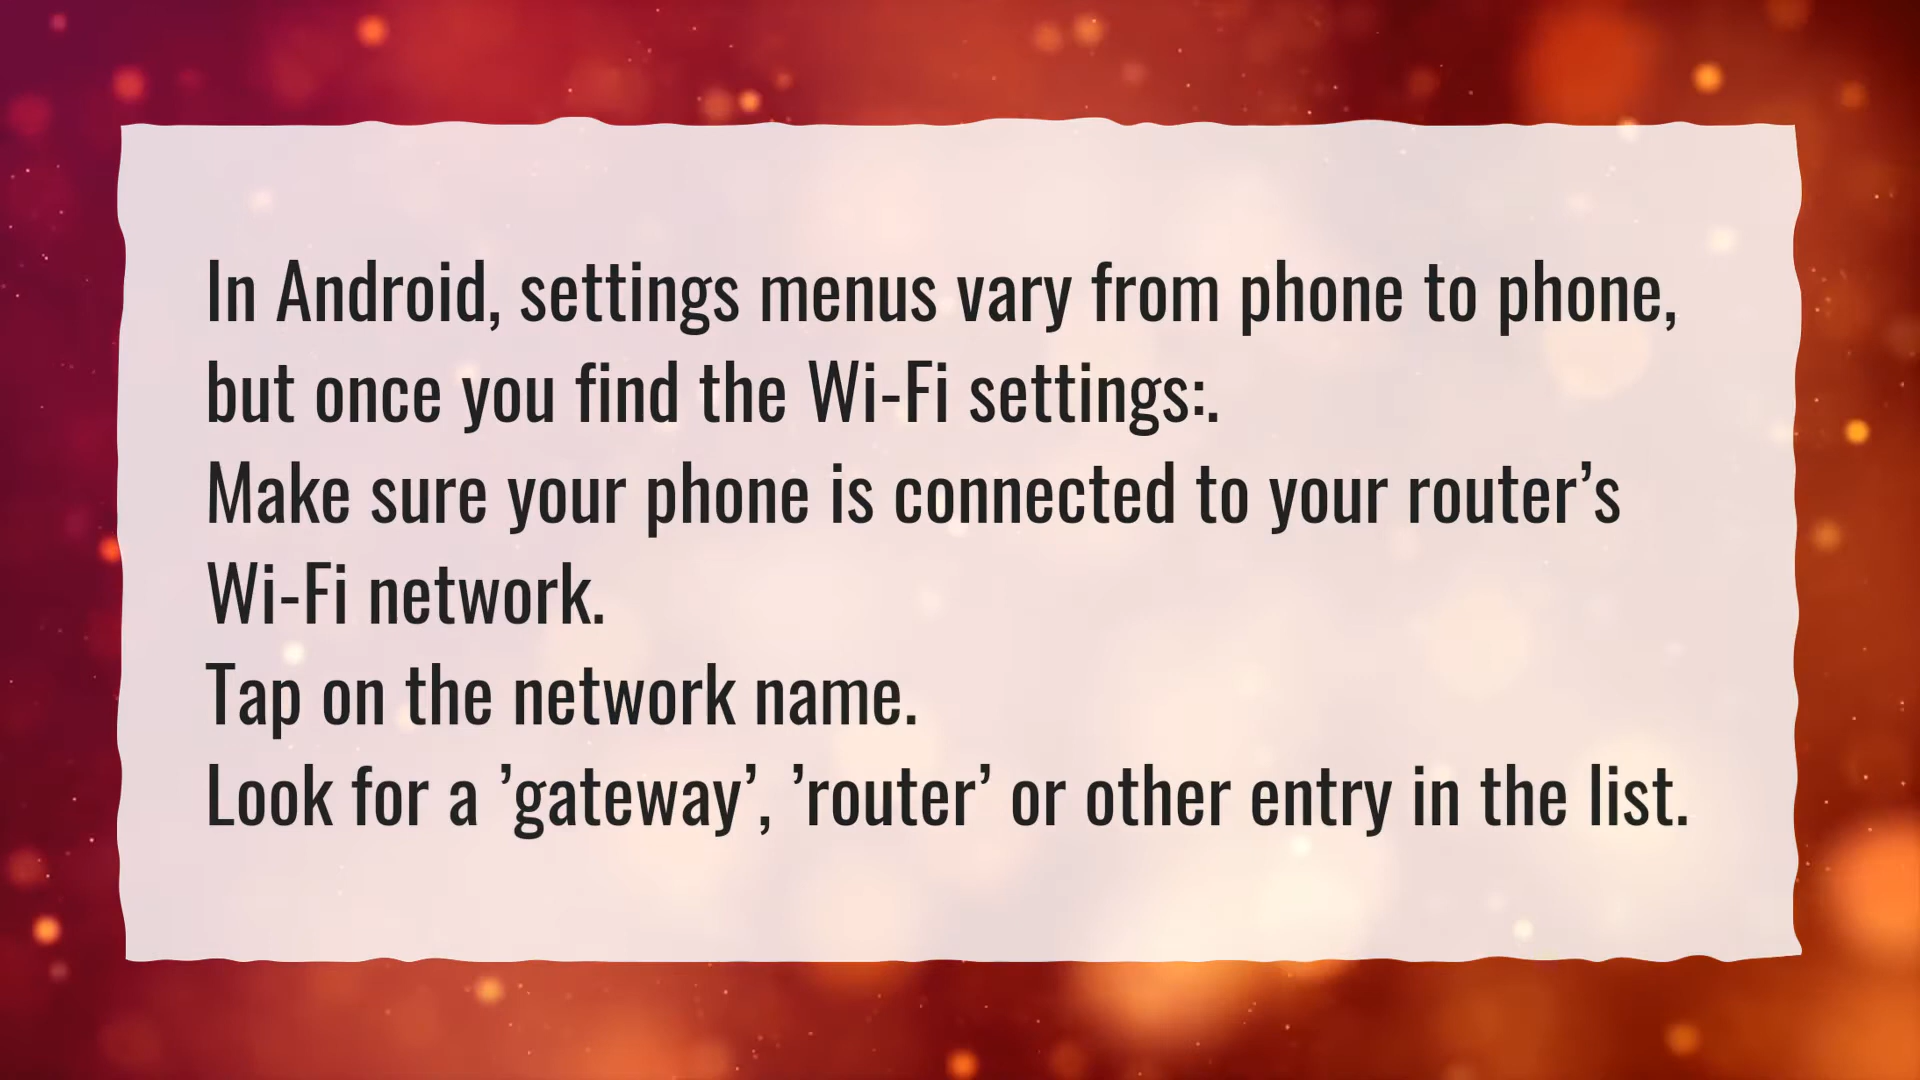 In Android, settings menus vary from phone to phone,
but once you find the Wi-Fi settings:.
Make sure your phone is connected to your router’s
Wi-Fi network.
Tap on the network name.
Look for a ’gateway’, ’router’ or other entry in the list.